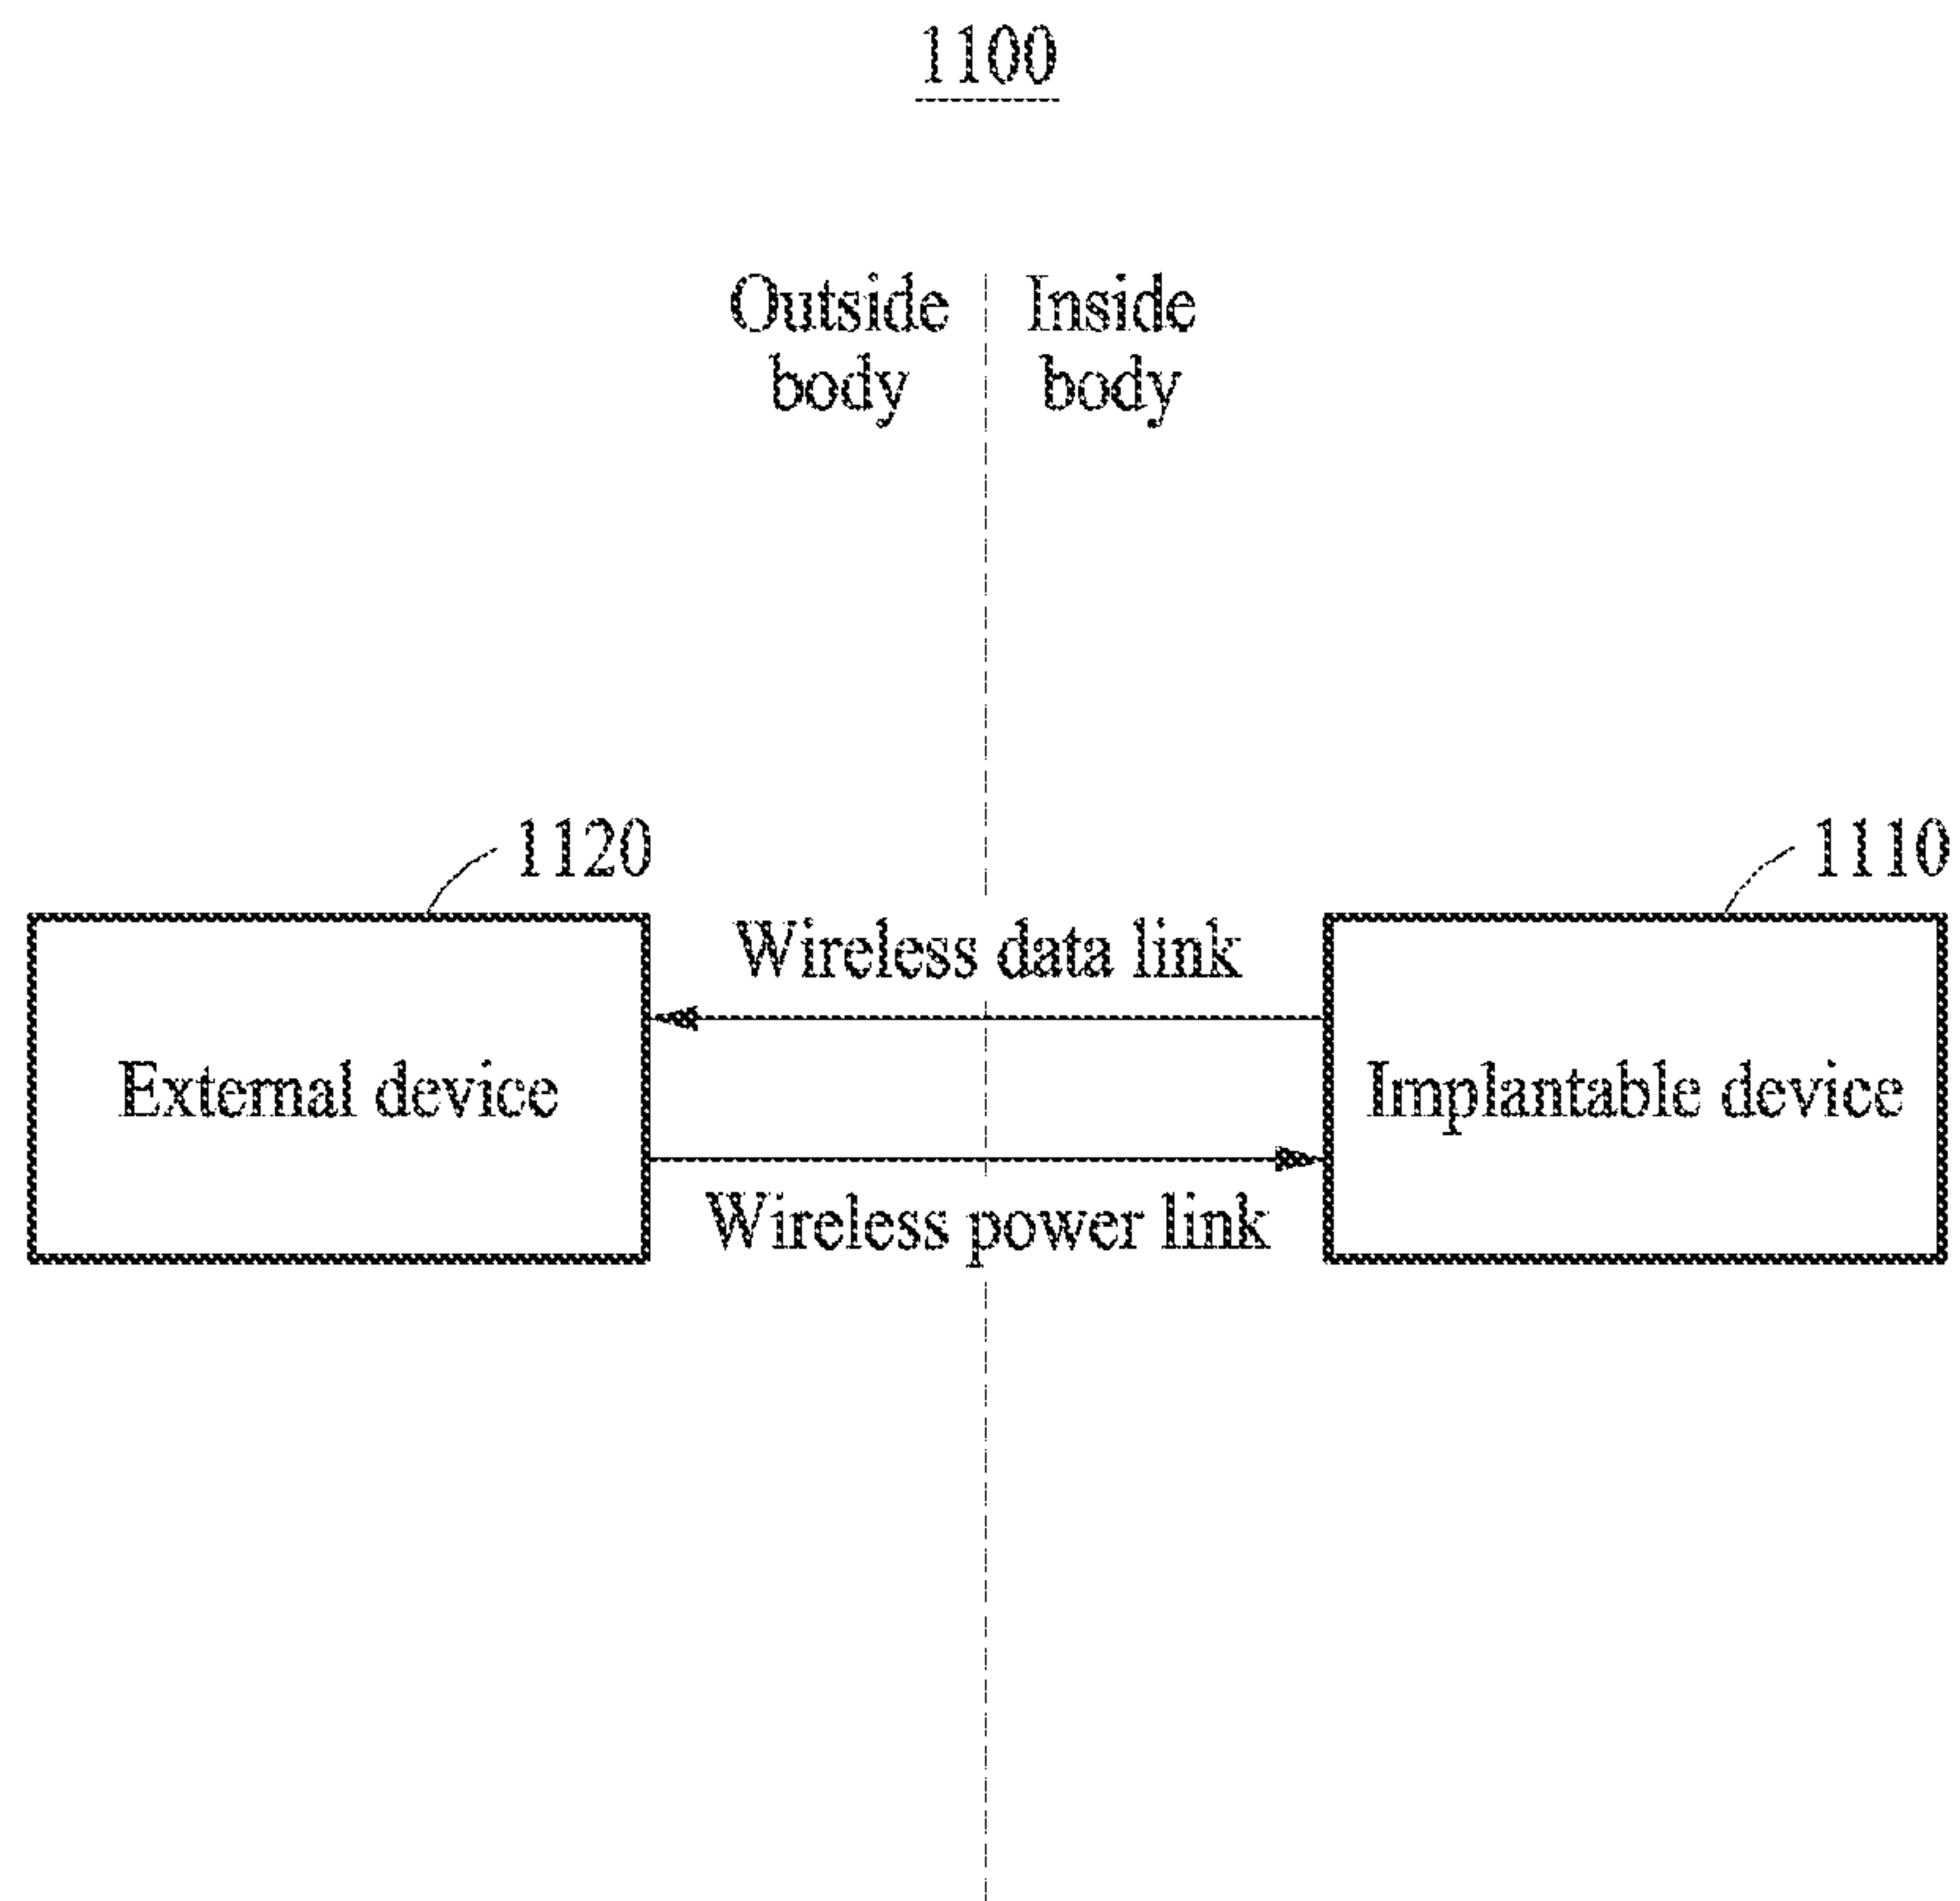 1100
Outside Inside
body body
1120
1110
Wireless data link
External device
Implantable device
Wireless power link